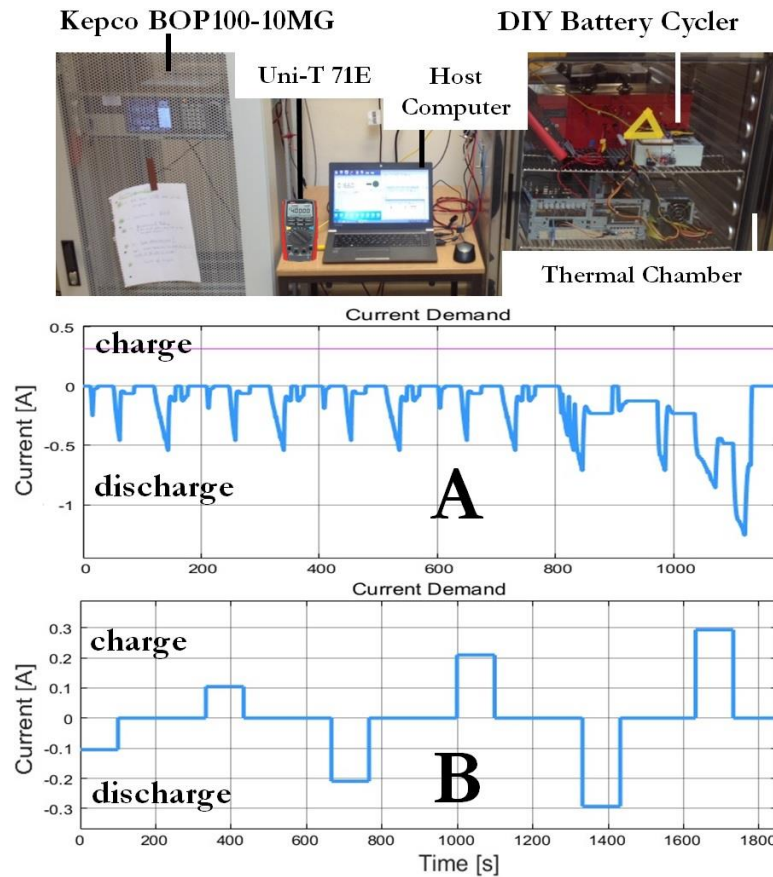 Kepco BOP100-10MG
DIY Battery Cycler
Uni-T 71E
Host
Computer
Thermal Chamber
Current Demand
Current [A]
0.5
0
-0.5
-1
charge
discharge
A
0 200 400 600 800 1000
Current Demand
Current [A]
0.3
0.2
0.1
0
-0.1
-0.2
-0.3
charge
discharge
B
0 200 400 600 800 1000 1200 1400 1600 1800
Time [s]